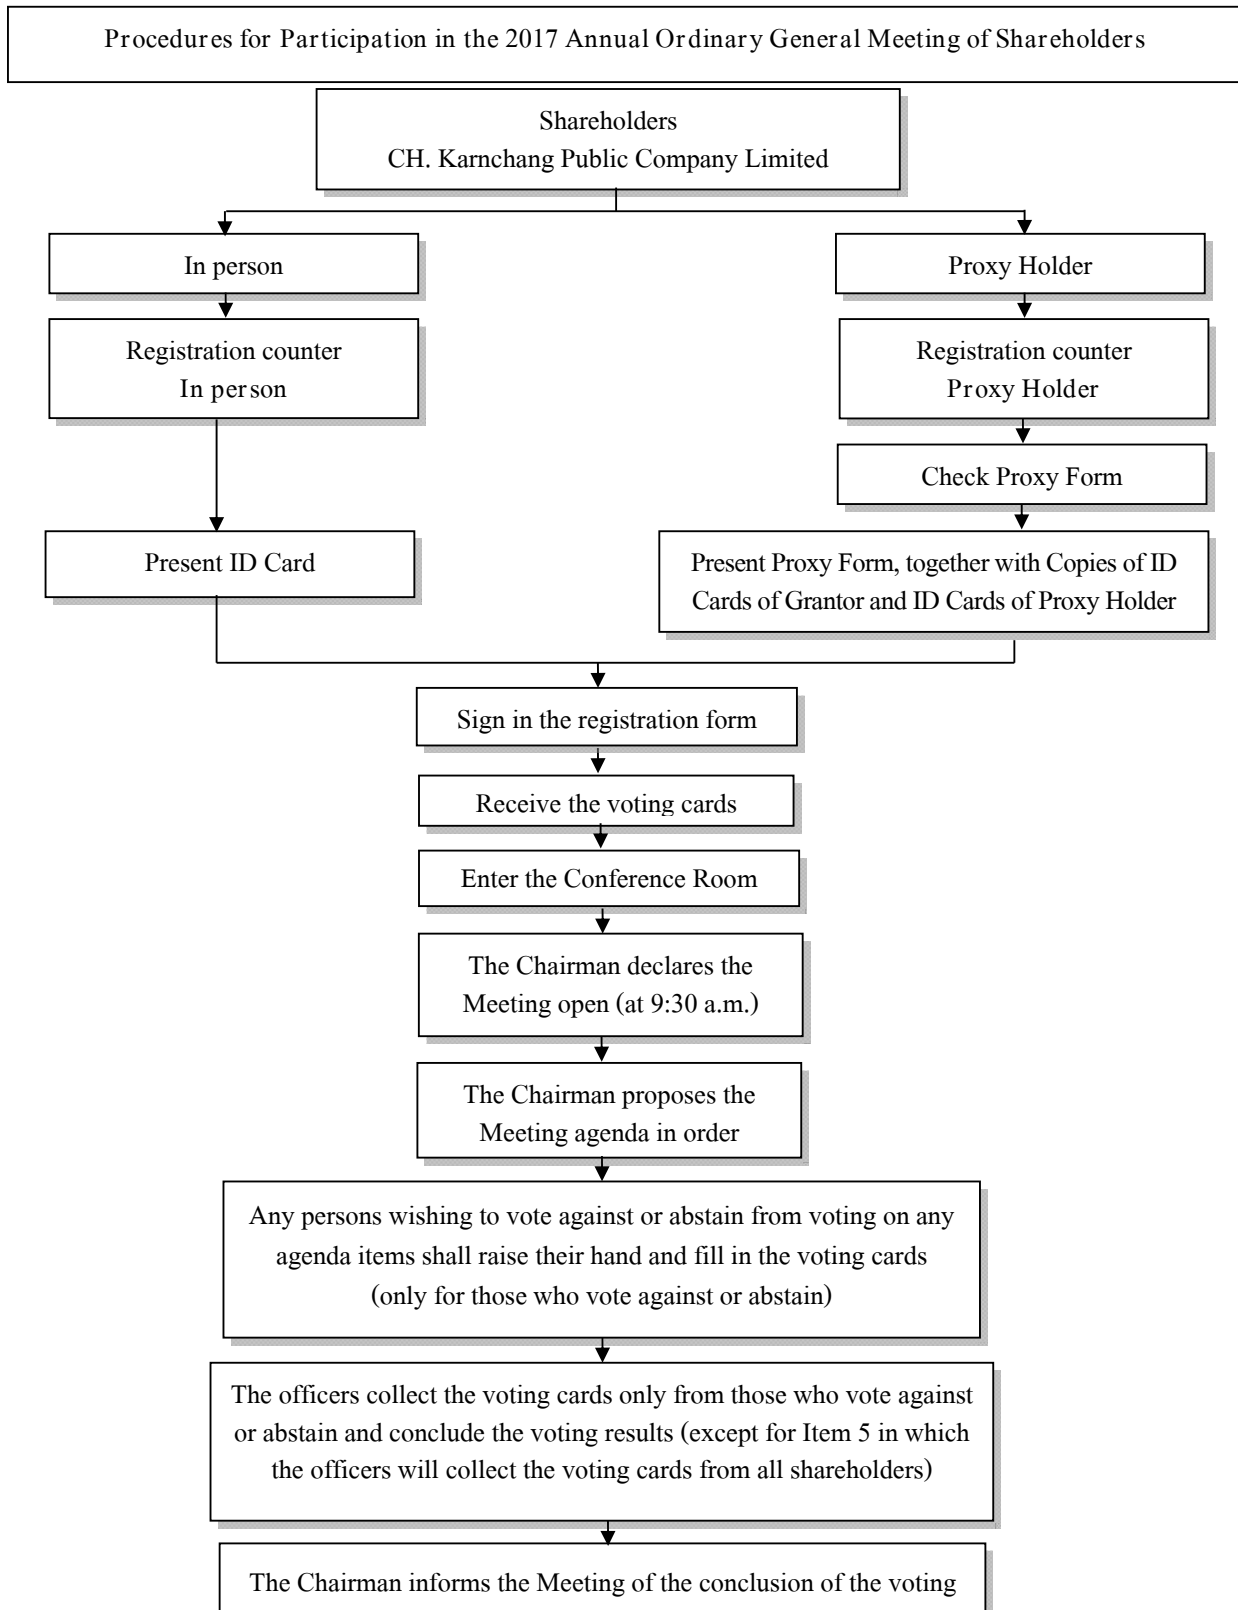 Procedures for Participation in the 2017 Annual Ordinary General Meeting of Shareholders
Shareholders
CH. Karnchang Public Company Limited
In person
Proxy Holder
Registration counter
In person
Registration counter
Proxy Holder
Check Proxy Form
Present ID Card
Present Proxy Form, together with Copies of ID
Cards of Grantor and ID Cards of Proxy Holder
Sign in the registration form
Receive the voting cards
Enter the Conference Room
The Chairman declares the
Meeting open (at 9:30 a.m.)
The Chairman proposes the
Meeting agenda in order
Any persons wishing to vote against or abstain from voting on any
agenda items shall raise their hand and fill in the voting cards
(only for those who vote against or abstain)
The officers collect the voting cards only from those who vote against
or abstain and conclude the voting results (except for Item 5 in which
the officers will collect the voting cards from all shareholders)
The Chairman informs the Meeting of the conclusion of the voting